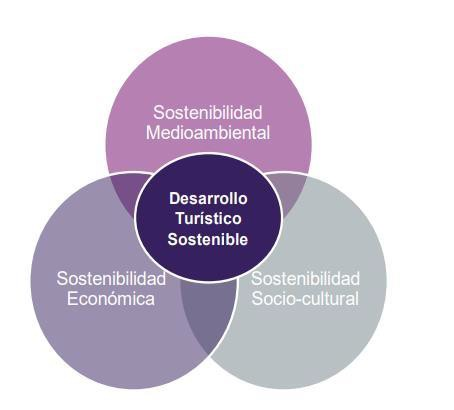 Sostenibilidad
Medioambiental
Desarrollo
Turístico
Sostenible
Sostenibilidad
Económica
Sostenibilidad
Socio-cultural